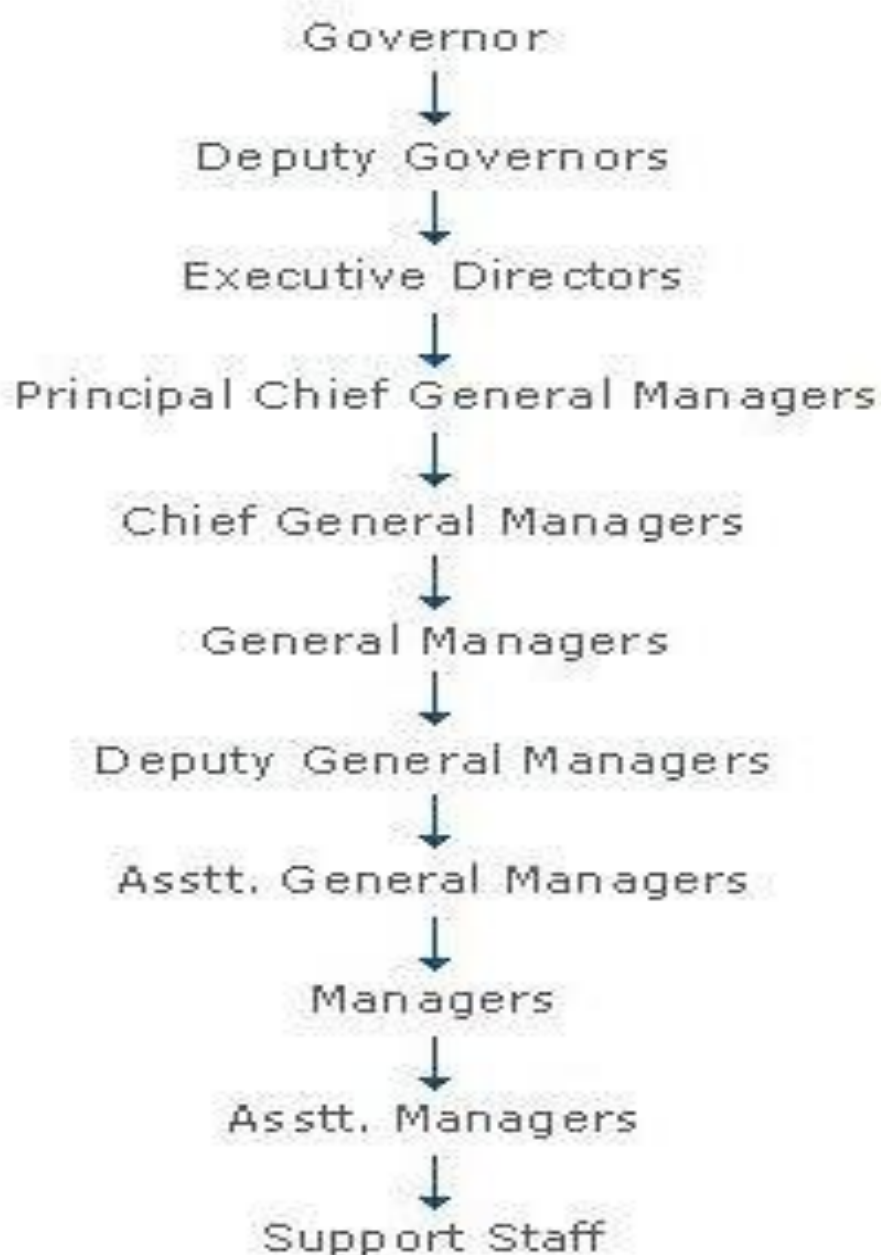 Governor
Deputy Governors
Executive Directors
Principal Chief General Managers
Chief General Managers
General Managers
Deputy General Managers
Asstt. General Managers
Managers
Asstt. Managers
Support Staff